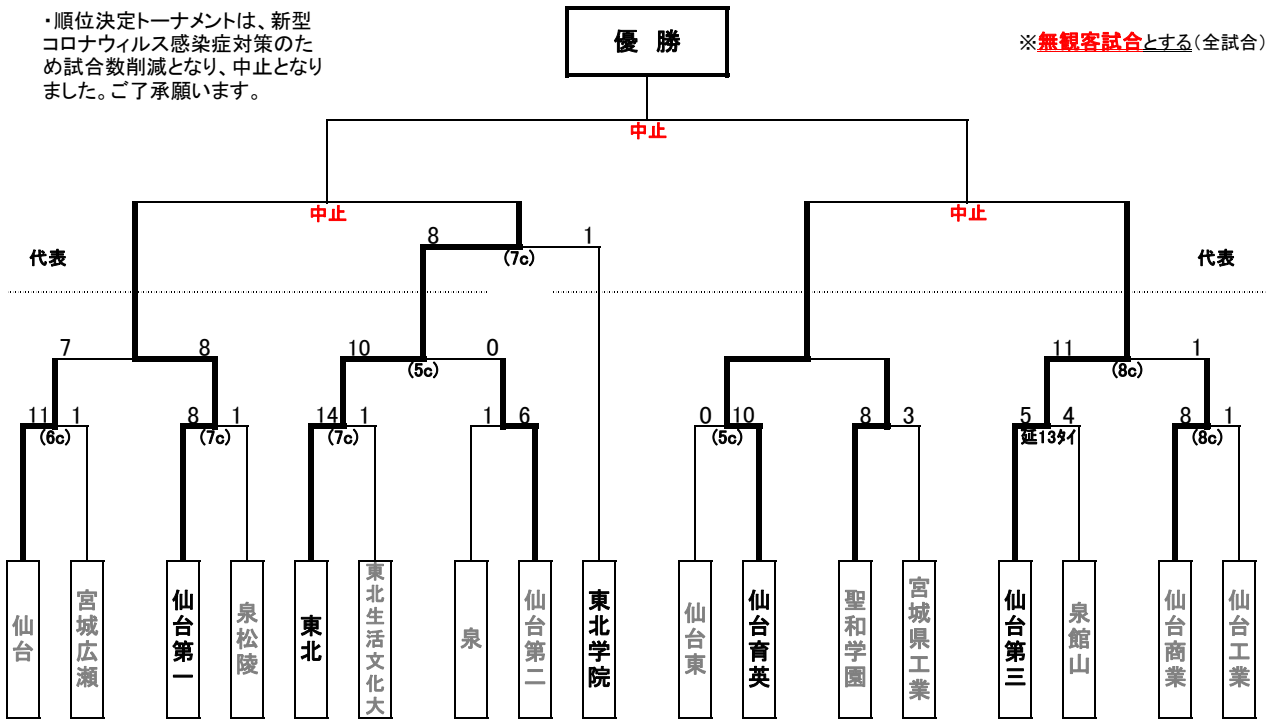 ・順位決定トーナメントは、新型
コロナウィルス感染症対策のた
め試合数削減となり、中止となり
ました。ご了承願います。
優 勝
※無観客試合とする(全試合)
中止
中止
中止
8
1
(7c)
代表
代表
7
8
10
0
(5c)
11
1
(8c)
11
1
(6c)
8
1
(7c)
14
1
(7c)
1
6
0
10
(5c)
8
3
5
4
延13タイ
8
1
(8c)
仙台
宮城広瀬
仙台第一
泉松陵
東北
東北生活文化大
泉
仙台第二
東北学院
仙台東
仙台育英
聖和学園
宮城県工業
仙台第三
泉館山
仙台商業
仙台工業